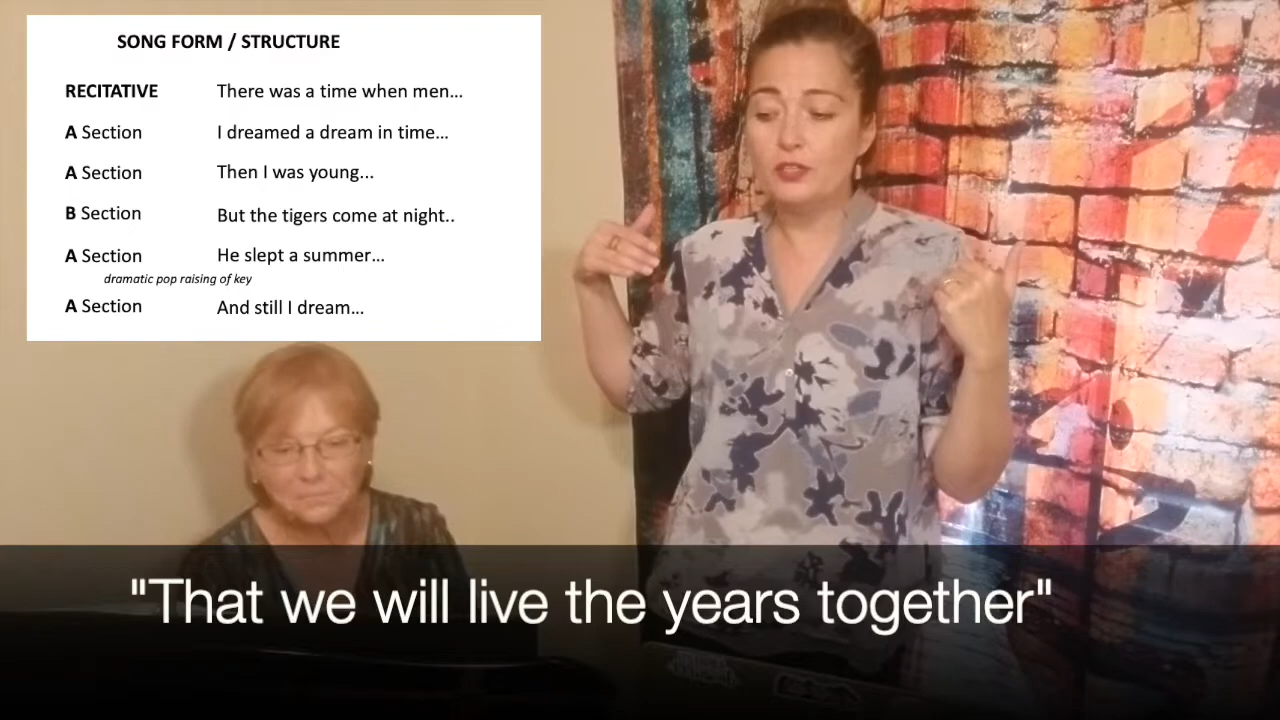 SONG FORM / STRUCTURE
RECITATIVE There was a time when men...
A Section I dreamed a dream in time...
A Section Then I was young...
B Section But the tigers come at night..
A Section He slept a summer...
dramatic pop raising of key
A Section And still I dream...
"That we will live the years together"